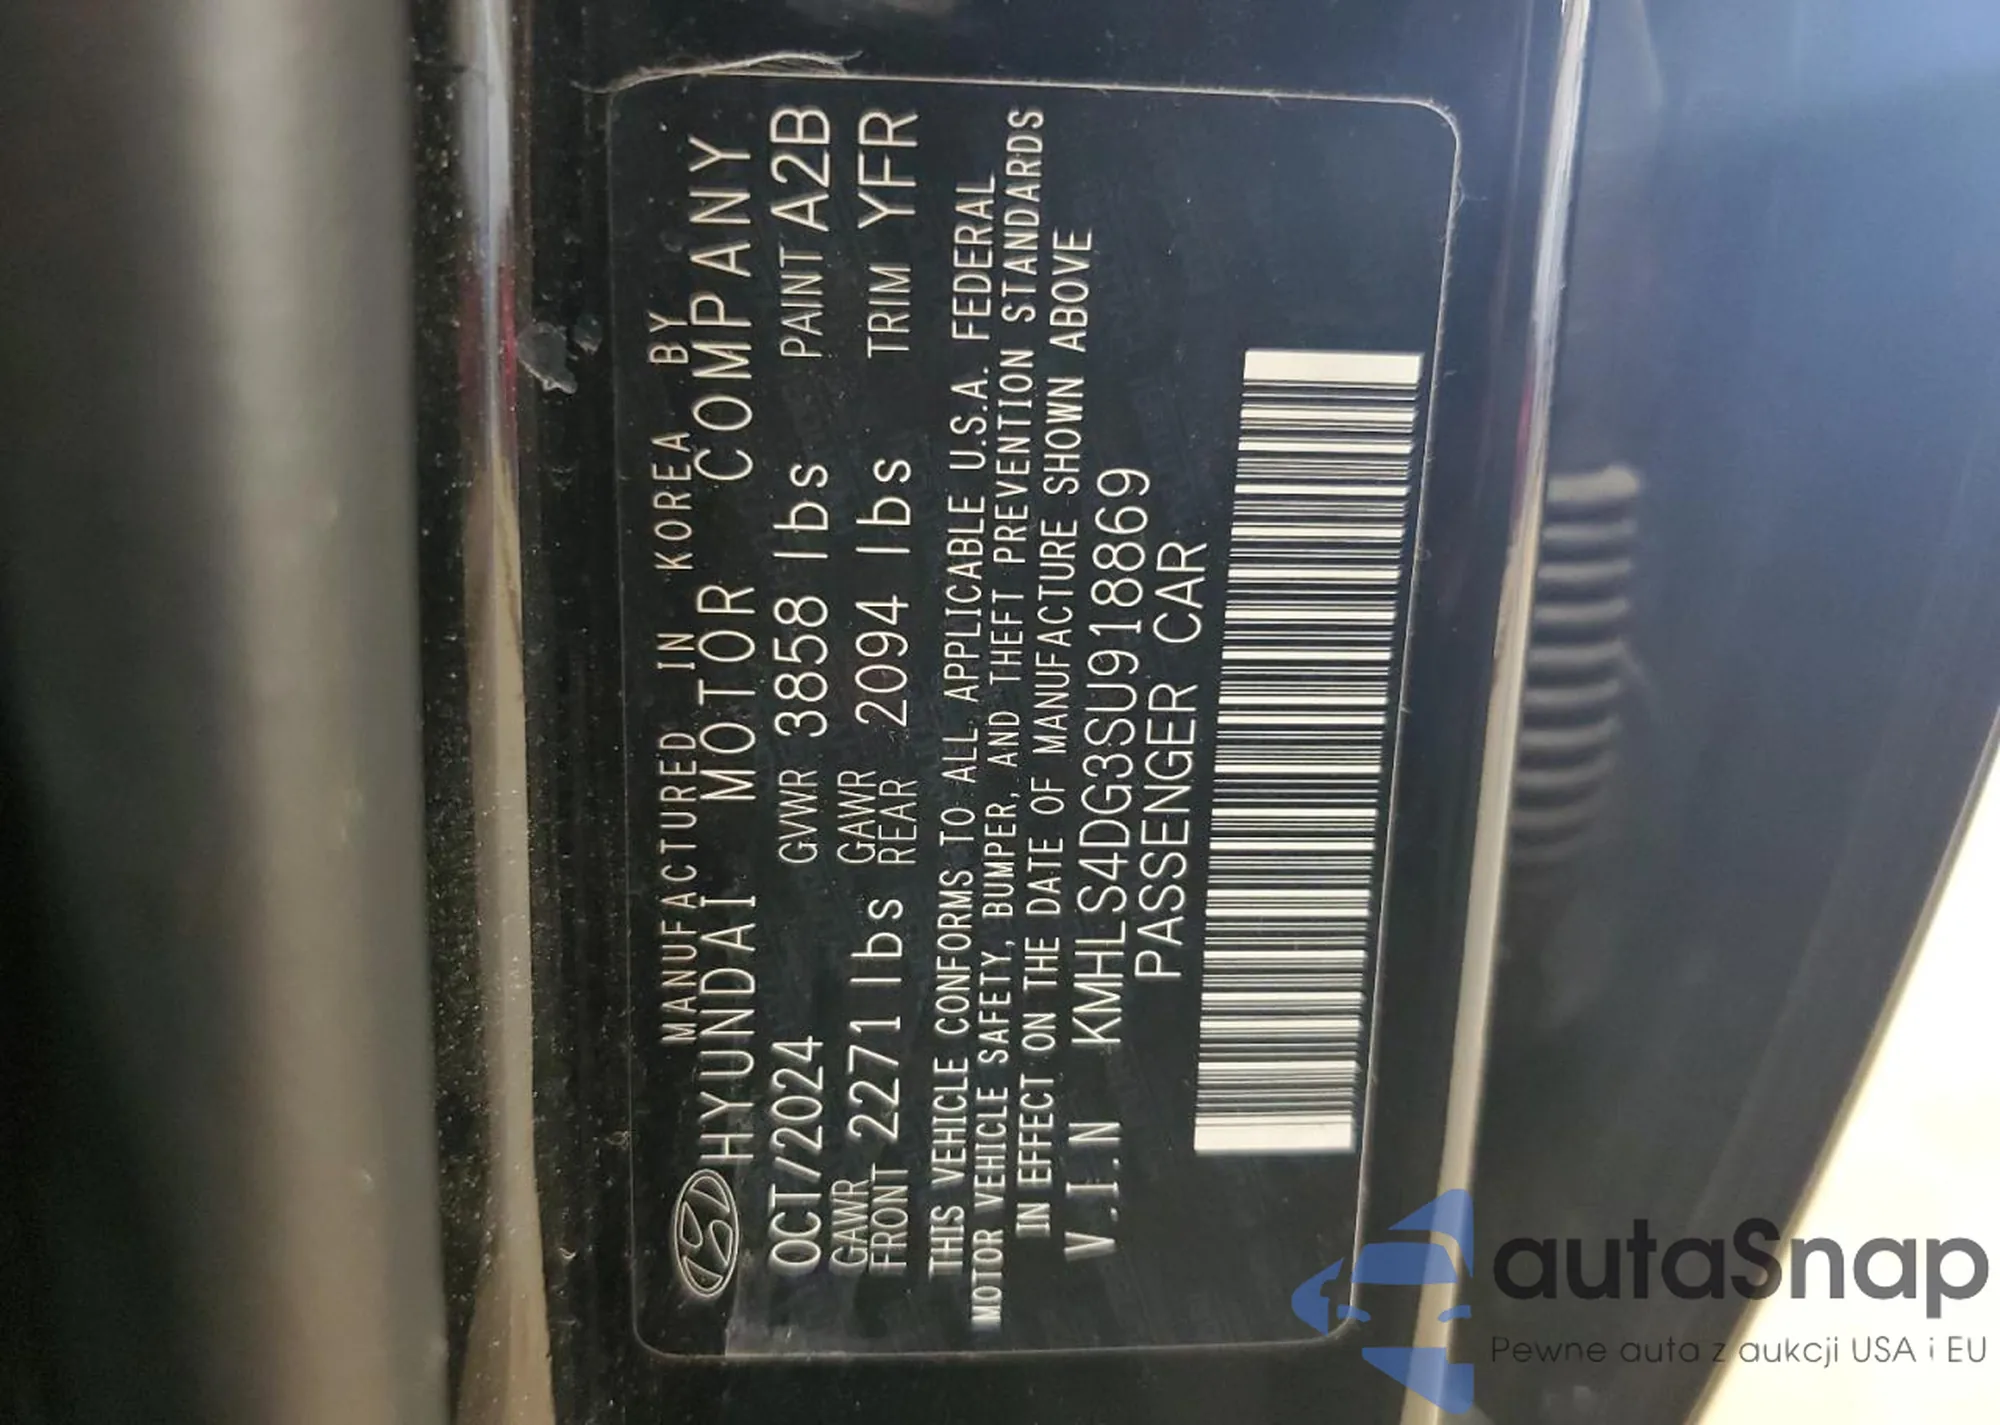 MANUFACTURED IN KOREA BY
HYUNDAI MOTOR COMPANY
OCT/2024 GVWR 3858 lbs PAINT A2B
GAWR FRONT 2271 lbs GAWR REAR 2094 lbs TRIM YFR
THIS VEHICLE CONFORMS TO ALL APPLICABLE U.S.A. FEDERAL
MOTOR VEHICLE SAFETY, BUMPER, AND THEFT PREVENTION STANDARDS
IN EFFECT ON THE DATE OF MANUFACTURE SHOWN ABOVE
V.I.N KMHLS4DG3SU918869
PASSENGER CAR
autaSnap
Pewne auta z aukcji USA i EU